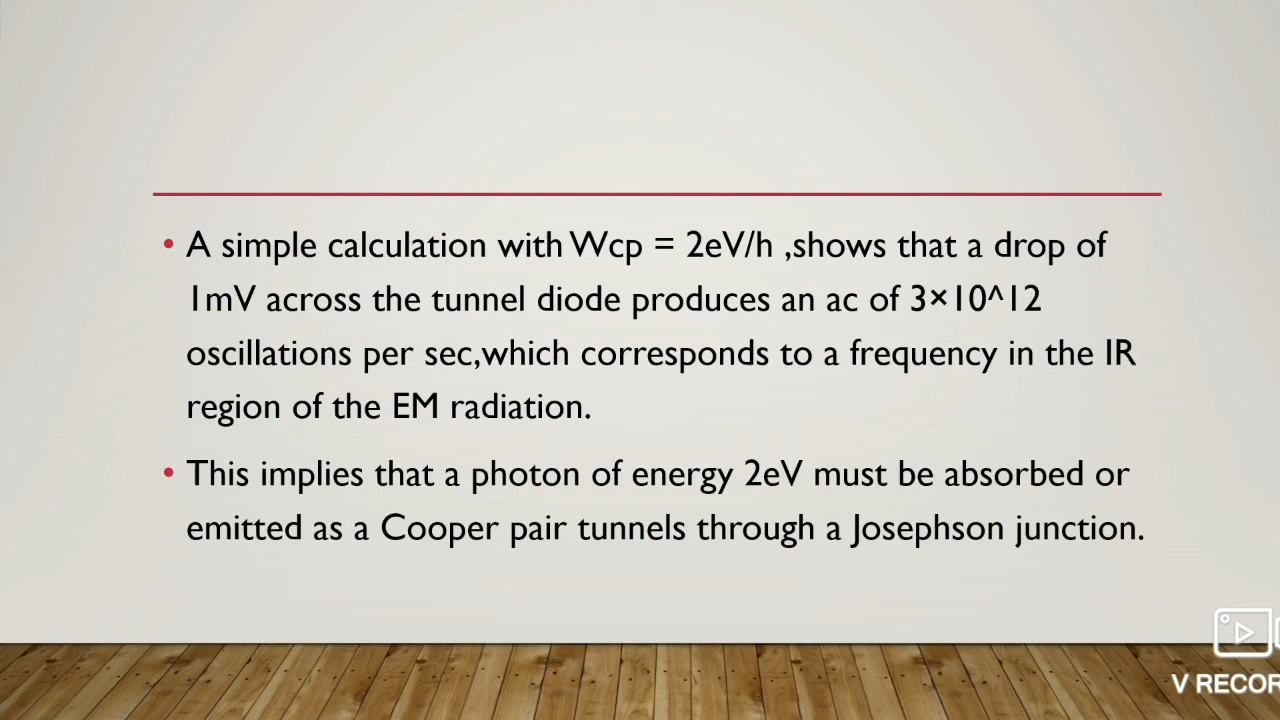 • A simple calculation with Wcp = 2eV/h ,shows that a drop of
1mV across the tunnel diode produces an ac of 3×10^12
oscillations per sec,which corresponds to a frequency in the IR
region of the EM radiation.
• This implies that a photon of energy 2eV must be absorbed or
emitted as a Cooper pair tunnels through a Josephson junction.
V RECOR